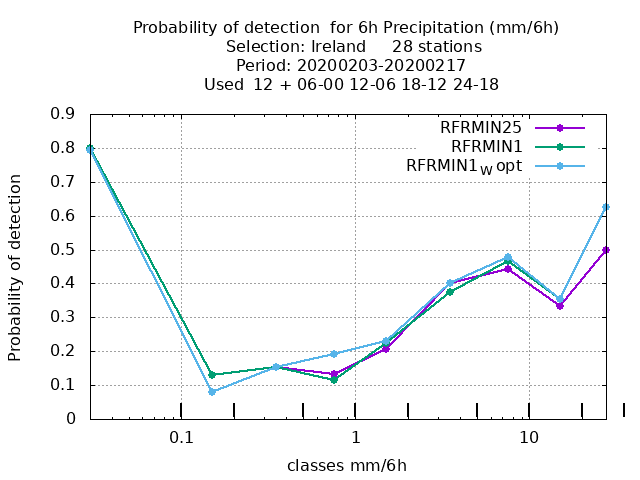 Probability of detection  for 6h Precipitation (mm/6h)
Selection: Ireland     28 stations
Period: 20200203-20200217
Used  12 + 06-00 12-06 18-12 24-18
RFRMIN25
RFRMIN1
RFRMIN1W opt
Probability of detection
0.9
0.8
0.7
0.6
0.5
0.4
0.3
0.2
0.1
0
0.1 1 10
classes mm/6h